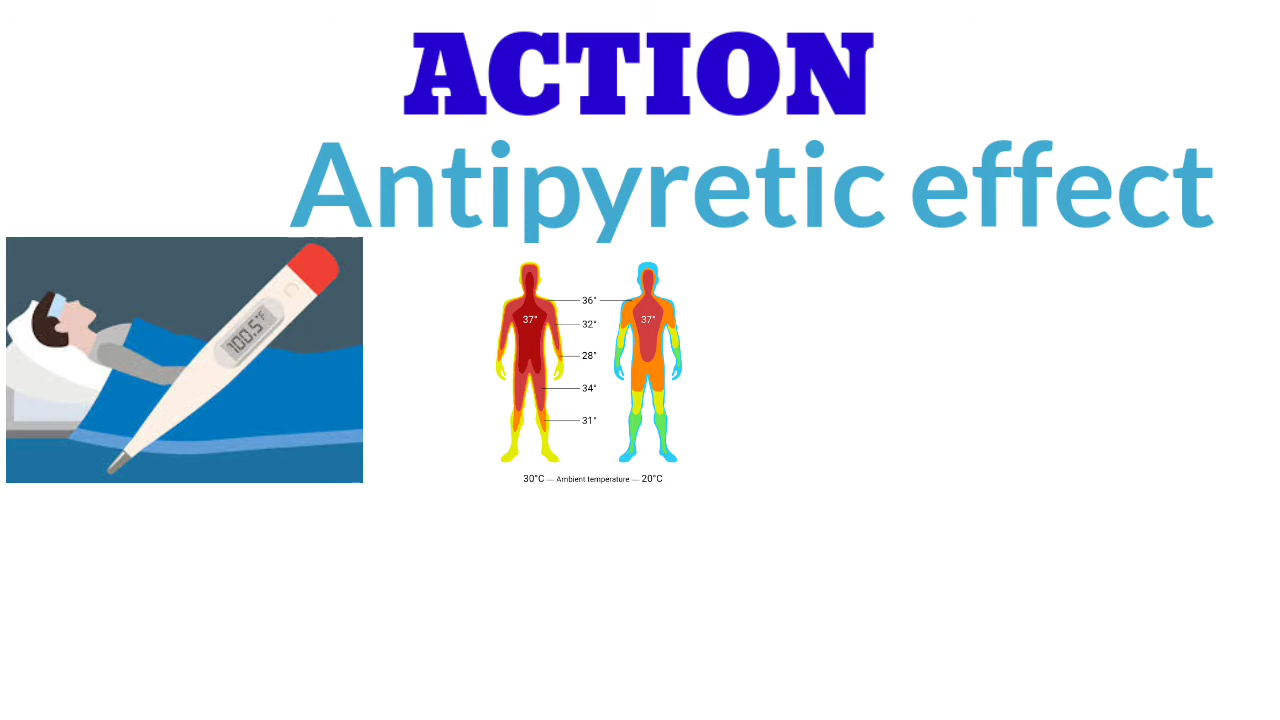 ACTION
Antipyretic effect
100.5°F
37° 36° 37°
32°
28°
34°
31°
30°C — Ambient temperature — 20°C